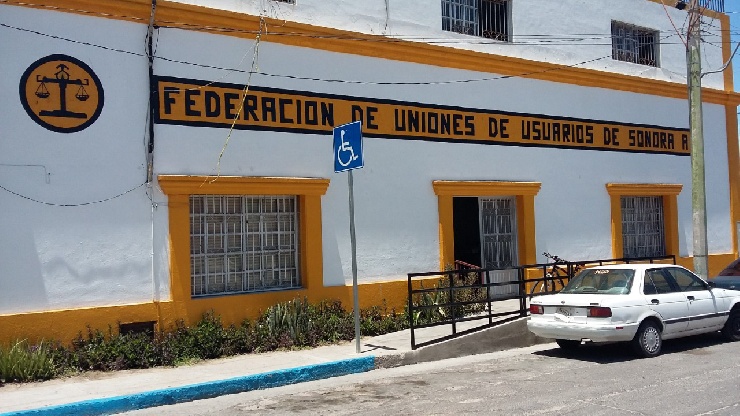 FEDERACION DE UNIONES DE USUARIOS DE SONORA A